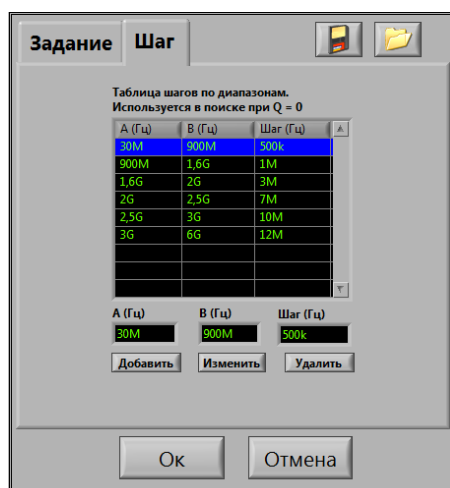 Задание Шаг
Таблица шагов по диапазонам.
Используется в поиске при Q = 0
A (Гц) B (Гц) Шаг (Гц)
30M 900M 500k
900M 1,6G 1M
1,6G 2G 3M
2G 2,5G 7M
2,5G 3G 10M
3G 6G 12M
A (Гц) B (Гц) Шаг (Гц)
30M 900M 500k
Добавить Изменить Удалить
Ок Отмена